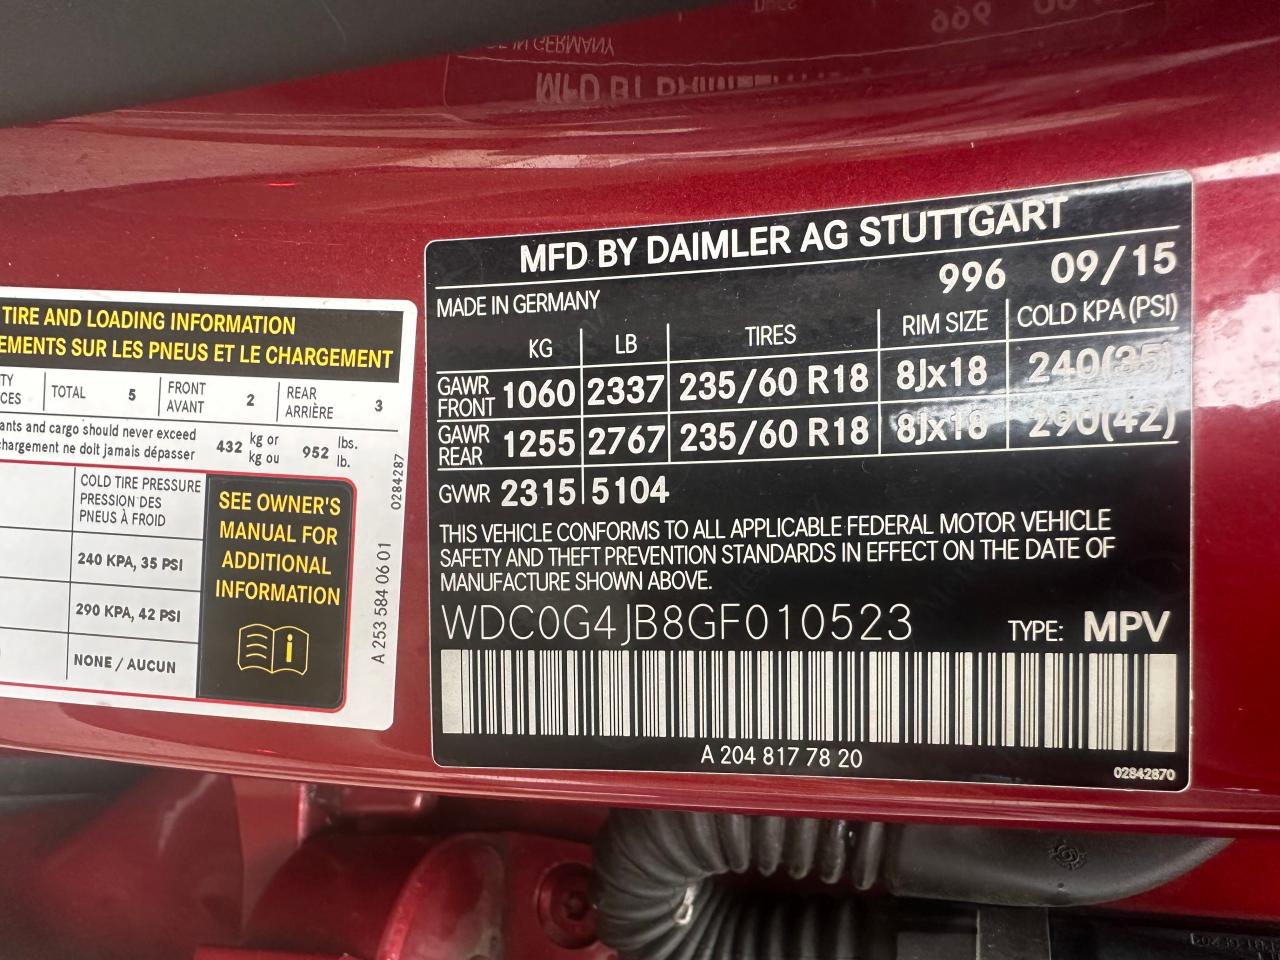 TIRE AND LOADING INFORMATION
EMENTS SUR LES PNEUS ET LE CHARGEMENT
TY
CES
TOTAL 5
FRONT
AVANT
2
REAR
ARRIÈRE
3
ants and cargo should never exceed
chargement ne doit jamais dépasser
432 kg or
kg ou
952 lbs.
lb.
COLD TIRE PRESSURE
PRESSION DES
PNEUS À FROID
240 KPA, 35 PSI
290 KPA, 42 PSI
NONE / AUCUN
SEE OWNER'S
MANUAL FOR
ADDITIONAL
INFORMATION
i
0284287
A 253 584 06 01
MFD BY DAIMLER AG STUTTGART
996 09/15
MADE IN GERMANY
KG LB TIRES RIM SIZE COLD KPA (PSI)
GAWR
FRONT
1060 2337 235/60 R18 8Jx18 240(35)
GAWR
REAR
1255 2767 235/60 R18 8Jx18 290(42)
GVWR 2315 5104
THIS VEHICLE CONFORMS TO ALL APPLICABLE FEDERAL MOTOR VEHICLE
SAFETY AND THEFT PREVENTION STANDARDS IN EFFECT ON THE DATE OF
MANUFACTURE SHOWN ABOVE.
WDC0G4JB8GF010523 TYPE: MPV
A 204 817 78 20
02842870